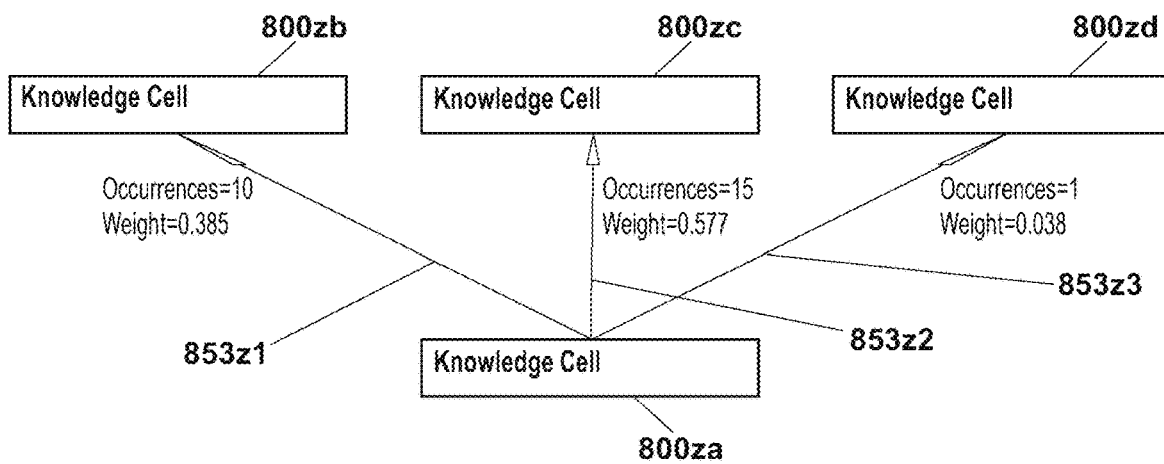 800zb
800zc
800zd
Knowledge Cell
Knowledge Cell
Knowledge Cell
Occurrences=10
Weight=0.385
Occurrences=15
Weight=0.577
Occurrences=1
Weight=0.038
853z3
853z2
853z1
Knowledge Cell
800za